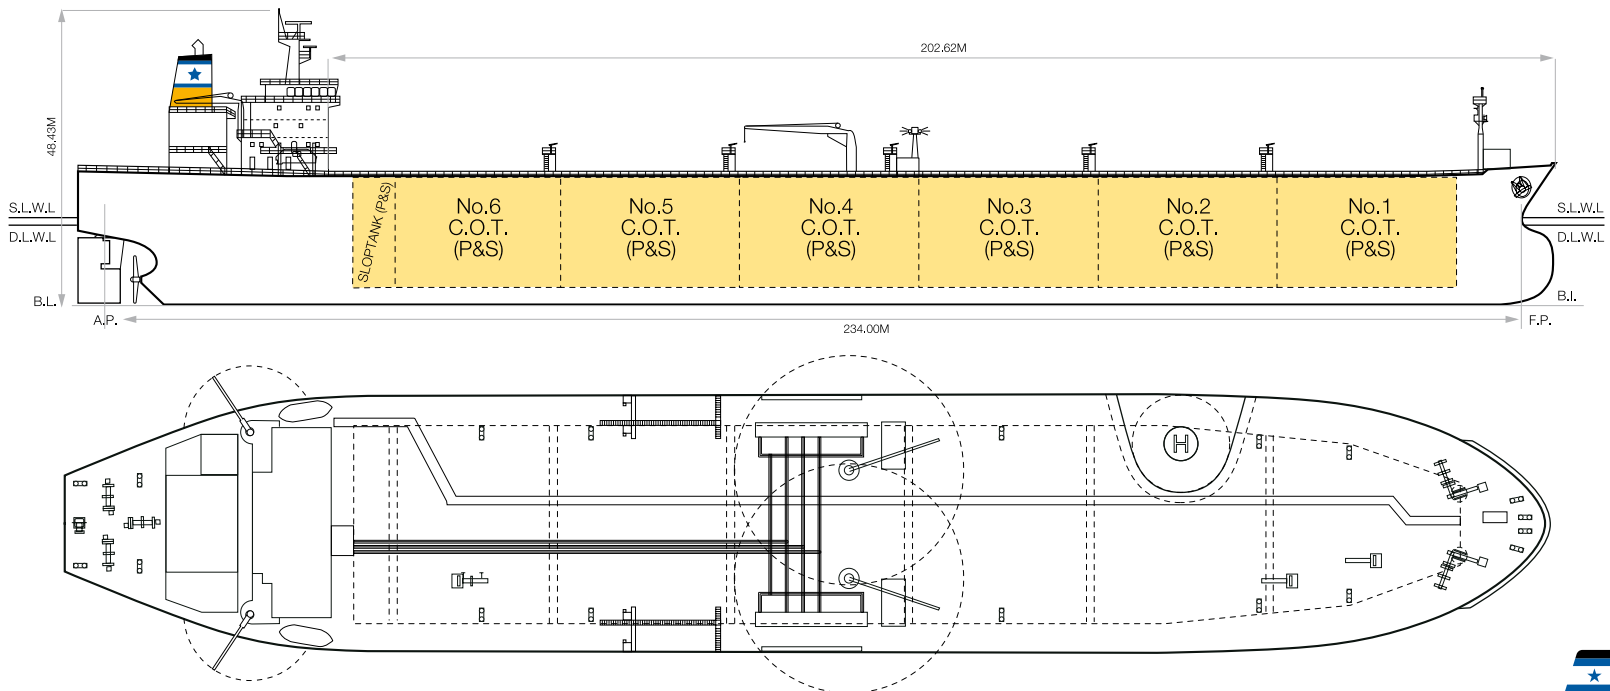 202.62M
48.43M
S.L.W.L
D.L.W.L
B.L.
A.P.
SLOPTANK (P&S)
No.6
C.O.T.
(P&S)
No.5
C.O.T.
(P&S)
No.4
C.O.T.
(P&S)
No.3
C.O.T.
(P&S)
No.2
C.O.T.
(P&S)
No.1
C.O.T.
(P&S)
S.L.W.L
D.L.W.L
B.I.
F.P.
234.00M
H